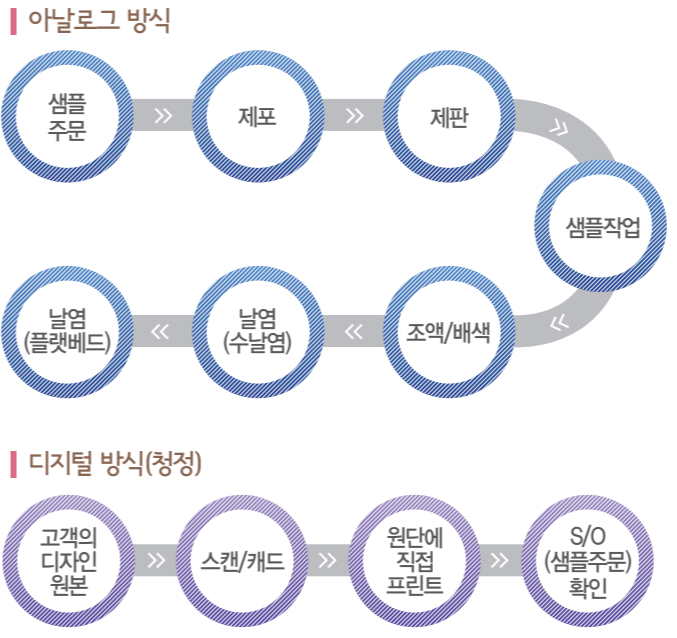 아날로그 방식
샘플
주문
제포
제판
샘플작업
조액/배색
날염
(수날염)
날염
(플랫베드)
디지털 방식(청정)
고객의
디자인
원본
스캔/캐드
원단에
직접
프린트
S/O
(샘플주문)
확인